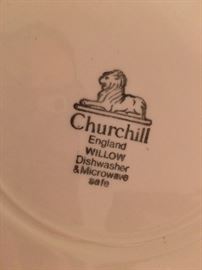 Churchill
England
WILLOW
Dishwasher
& Microwave
safe